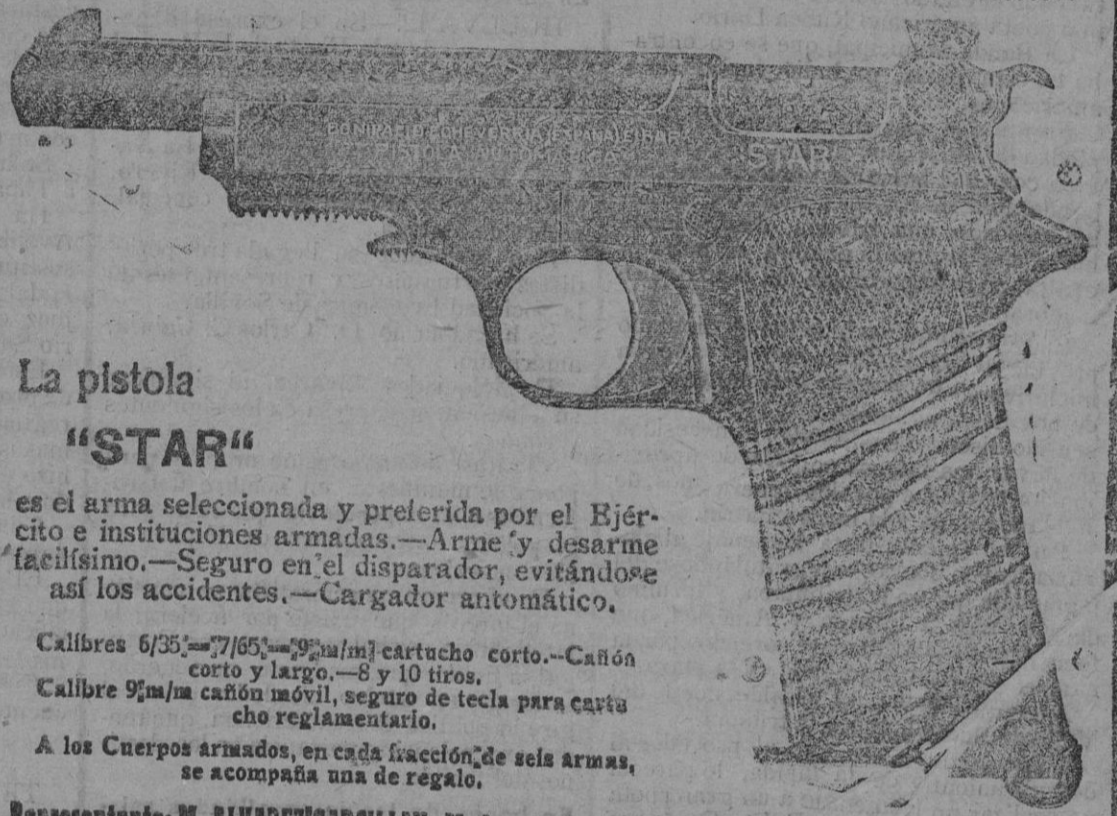 STAR
La pistola
"STAR"
es el arma seleccionada y preferida por el Ejér-
cito e instituciones armadas.—Arme y desarme
facilísimo.—Seguro en el disparador, evitándose
así los accidentes.—Cargador antomático.
Calibres 6/35,=7/65,=9 m/m cartucho corto.--Cañón
corto y largo.—8 y 10 tiros.
Calibre 9 m/m cañón móvil, seguro de tecla para cartu
cho reglamentario.
A los Cuerpos armados, en cada fracción de seis armas,
se acompaña una de regalo.
Representante, M.